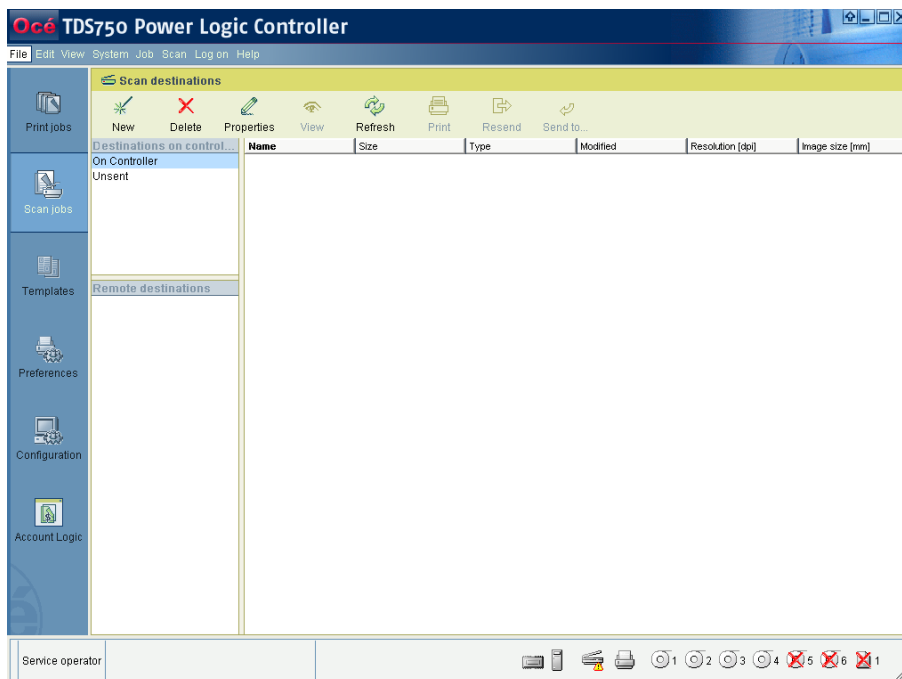 Océ TDS750 Power Logic Controller
File Edit View System Job Scan Log on Help
Scan destinations
New Delete Properties View Refresh Print Resend Send to...
Destinations on control...
On Controller
Unsent
Remote destinations
Name Size Type Modified Resolution [dpi] Image size [mm]
Print jobs
Scan jobs
Templates
Preferences
Configuration
Account Logic
Service operator
1 2 3 4 5 6 1